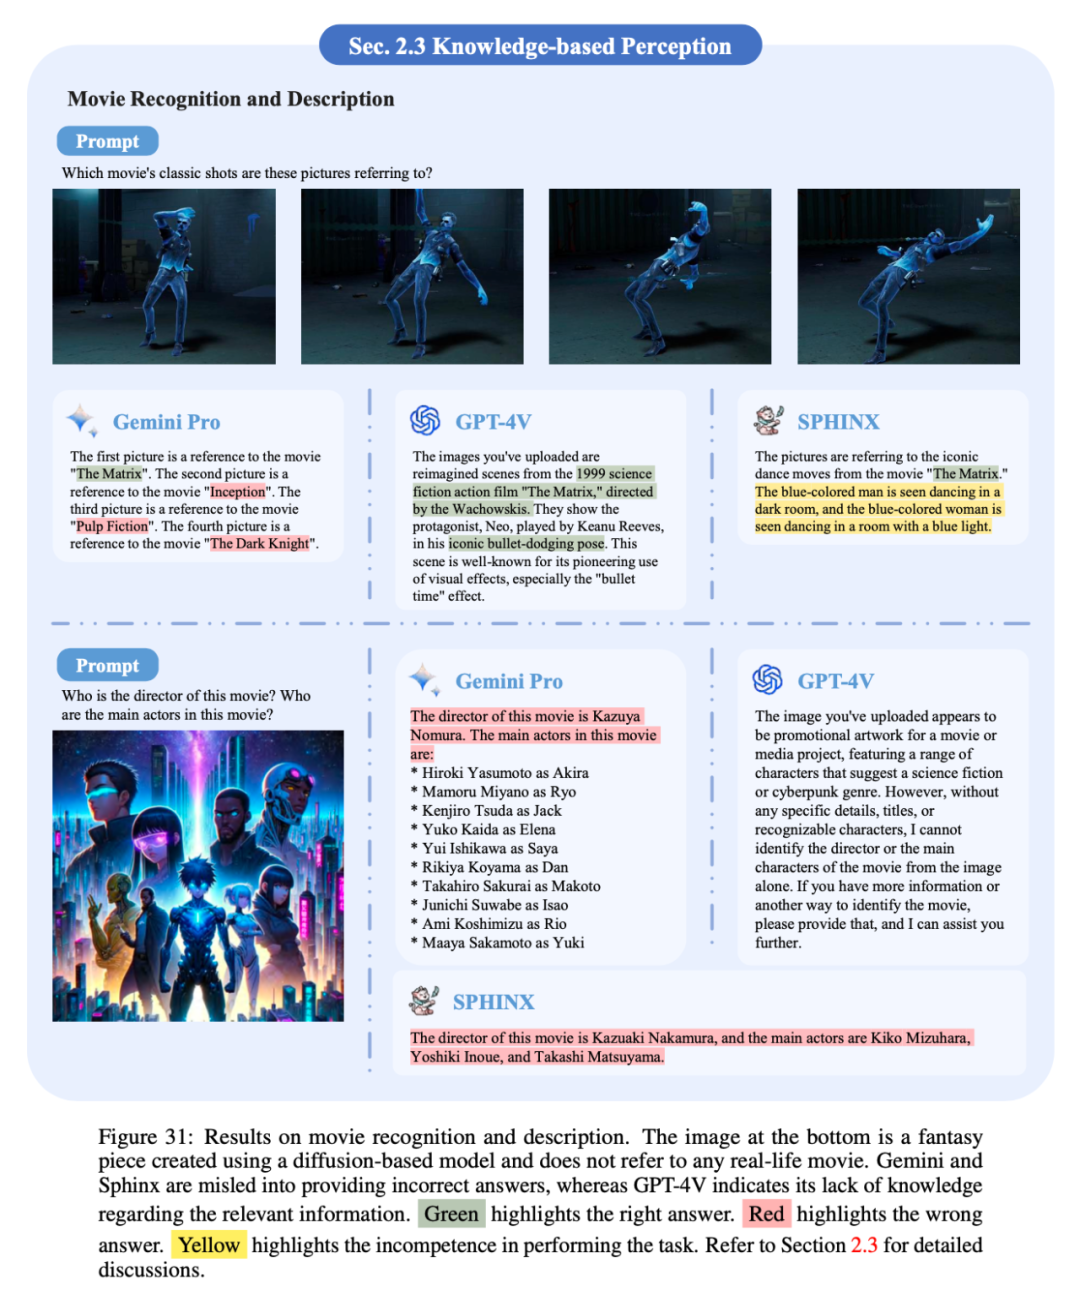 Sec. 2.3 Knowledge-based Perception
Movie Recognition and Description
Prompt
Which movie's classic shots are these pictures referring to?
Gemini Pro
The first picture is a reference to the movie
"The Matrix". The second picture is a
reference to the movie "Inception". The
third picture is a reference to the movie
"Pulp Fiction". The fourth picture is a
reference to the movie "The Dark Knight".
GPT-4V
The images you've uploaded are
reimagined scenes from the 1999 science
fiction action film "The Matrix," directed
by the Wachowskis. They show the
protagonist, Neo, played by Keanu Reeves,
in his iconic bullet-dodging pose. This
scene is well-known for its pioneering use
of visual effects, especially the "bullet
time" effect.
SPHINX
The pictures are referring to the iconic
dance moves from the movie "The Matrix."
The blue-colored man is seen dancing in a
dark room, and the blue-colored woman is
seen dancing in a room with a blue light.
Prompt
Who is the director of this movie? Who
are the main actors in this movie?
Gemini Pro
The director of this movie is Kazuya
Nomura. The main actors in this movie
are:
* Hiroki Yasumoto as Akira
* Mamoru Miyano as Ryo
* Kenjiro Tsuda as Jack
* Yuko Kaida as Elena
* Yui Ishikawa as Saya
* Rikiya Koyama as Dan
* Takahiro Sakurai as Makoto
* Junichi Suwabe as Isao
* Ami Koshimizu as Rio
* Maaya Sakamoto as Yuki
GPT-4V
The image you've uploaded appears to
be promotional artwork for a movie or
media project, featuring a range of
characters that suggest a science fiction
or cyberpunk genre. However, without
any specific details, titles, or
recognizable characters, I cannot
identify the director or the main
characters of the movie from the image
alone. If you have more information or
another way to identify the movie,
please provide that, and I can assist you
further.
SPHINX
The director of this movie is Kazuaki Nakamura, and the main actors are Kiko Mizuhara,
Yoshiki Inoue, and Takashi Matsuyama.
Figure 31: Results on movie recognition and description. The image at the bottom is a fantasy
piece created using a diffusion-based model and does not refer to any real-life movie. Gemini and
Sphinx are misled into providing incorrect answers, whereas GPT-4V indicates its lack of knowledge
regarding the relevant information. Green highlights the right answer. Red highlights the wrong
answer. Yellow highlights the incompetence in performing the task. Refer to Section 2.3 for detailed
discussions.